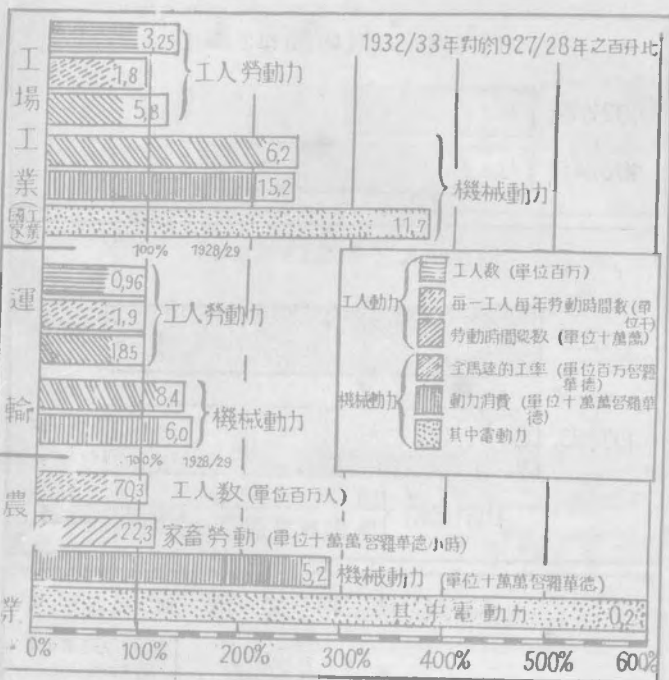 1932/33年對於927/28年之百分比
工場工業
(國家工業)
3,25
1,8
5,8
工人勞動力
6,2
15,2
11,7
機械動力
100% 1928/29
運輸
0,96
1,9
1,85
工人勞動力
8,4
6,0
機械動力
100% 1928/29
工人動力
工人数 (單位百万)
每一工人每年労動時間數 (單位千)
労動時間總數 (單位十萬萬)
機械動力
全馬達的工率 (單位百万啓羅華德)
動力消費 (單位十萬萬啓羅華德)
其中電動力
農業
70,3 工人数 (單位百万人)
22,3 家畜勞動 (單位十萬萬啓羅華德小時)
5,2 機械動力 (單位十萬萬啓羅華德)
其中電動力 0,2
0% 100% 200% 300% 400% 500% 600%